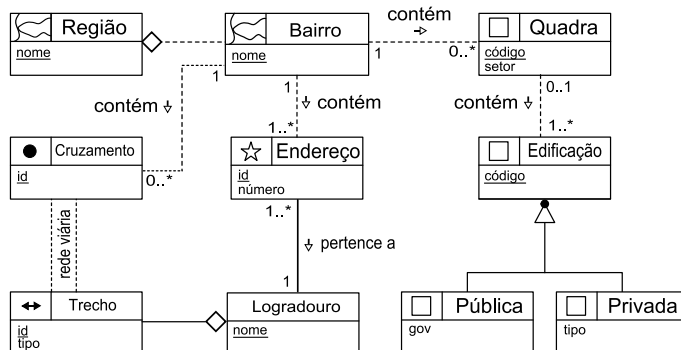 Região
nome
Bairro
nome
contém
1
0..*
Quadra
código
setor
1
contém
0..*
1
contém
1..*
0..1
contém
1..*
Cruzamento
id
Endereço
id
número
Edificação
código
rede viária
1..*
pertence a
1
Trecho
id
tipo
Logradouro
nome
Pública
gov
Privada
tipo